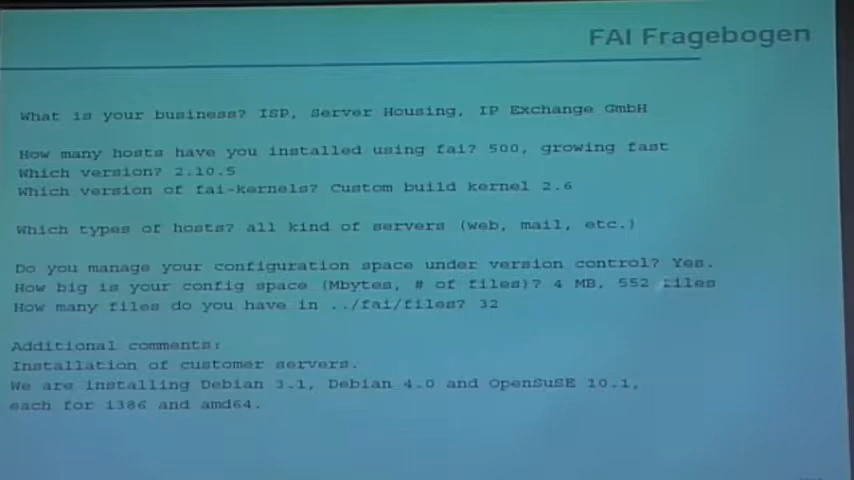 FAI Fragebogen
What is your business? ISP, Server Housing, IP Exchange GmbH
How many hosts have you installed using fai? 500, growing fast
Which version? 2.10.5
Which version of fai-kernels? Custom build kernel 2.6
Which types of hosts? all kind of servers (web, mail, etc.)
Do you manage your configuration space under version control? Yes.
How big is your config space (Mbytes, # of files)? 4 MB, 552 files
How many files do you have in ../fai/files? 32
Additional comments:
Installation of customer servers.
We are installing Debian 3.1, Debian 4.0 and OpenSuSE 10.1,
each for i386 and amd64.